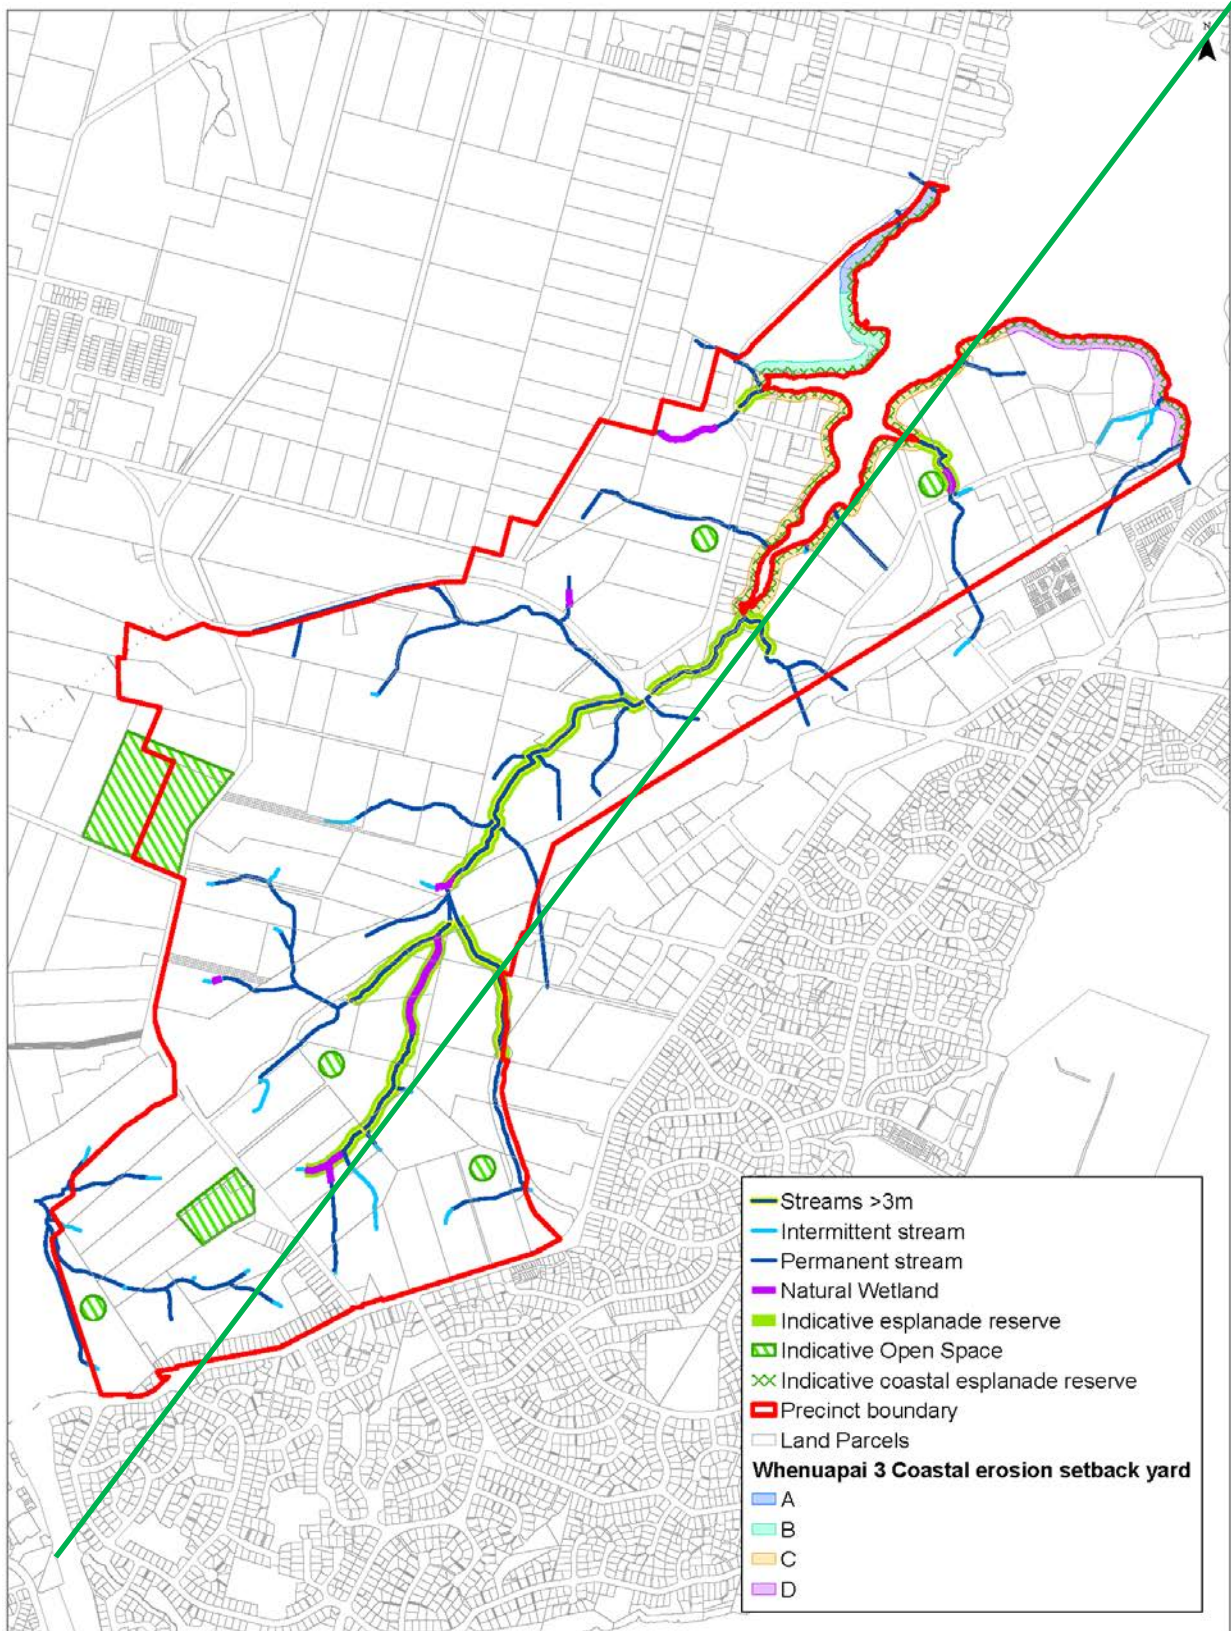 N
Streams >3m
Intermittent stream
Permanent stream
Natural Wetland
Indicative esplanade reserve
Indicative Open Space
Indicative coastal esplanade reserve
Precinct boundary
Land Parcels
Whenuapai 3 Coastal erosion setback yard
A
B
C
D